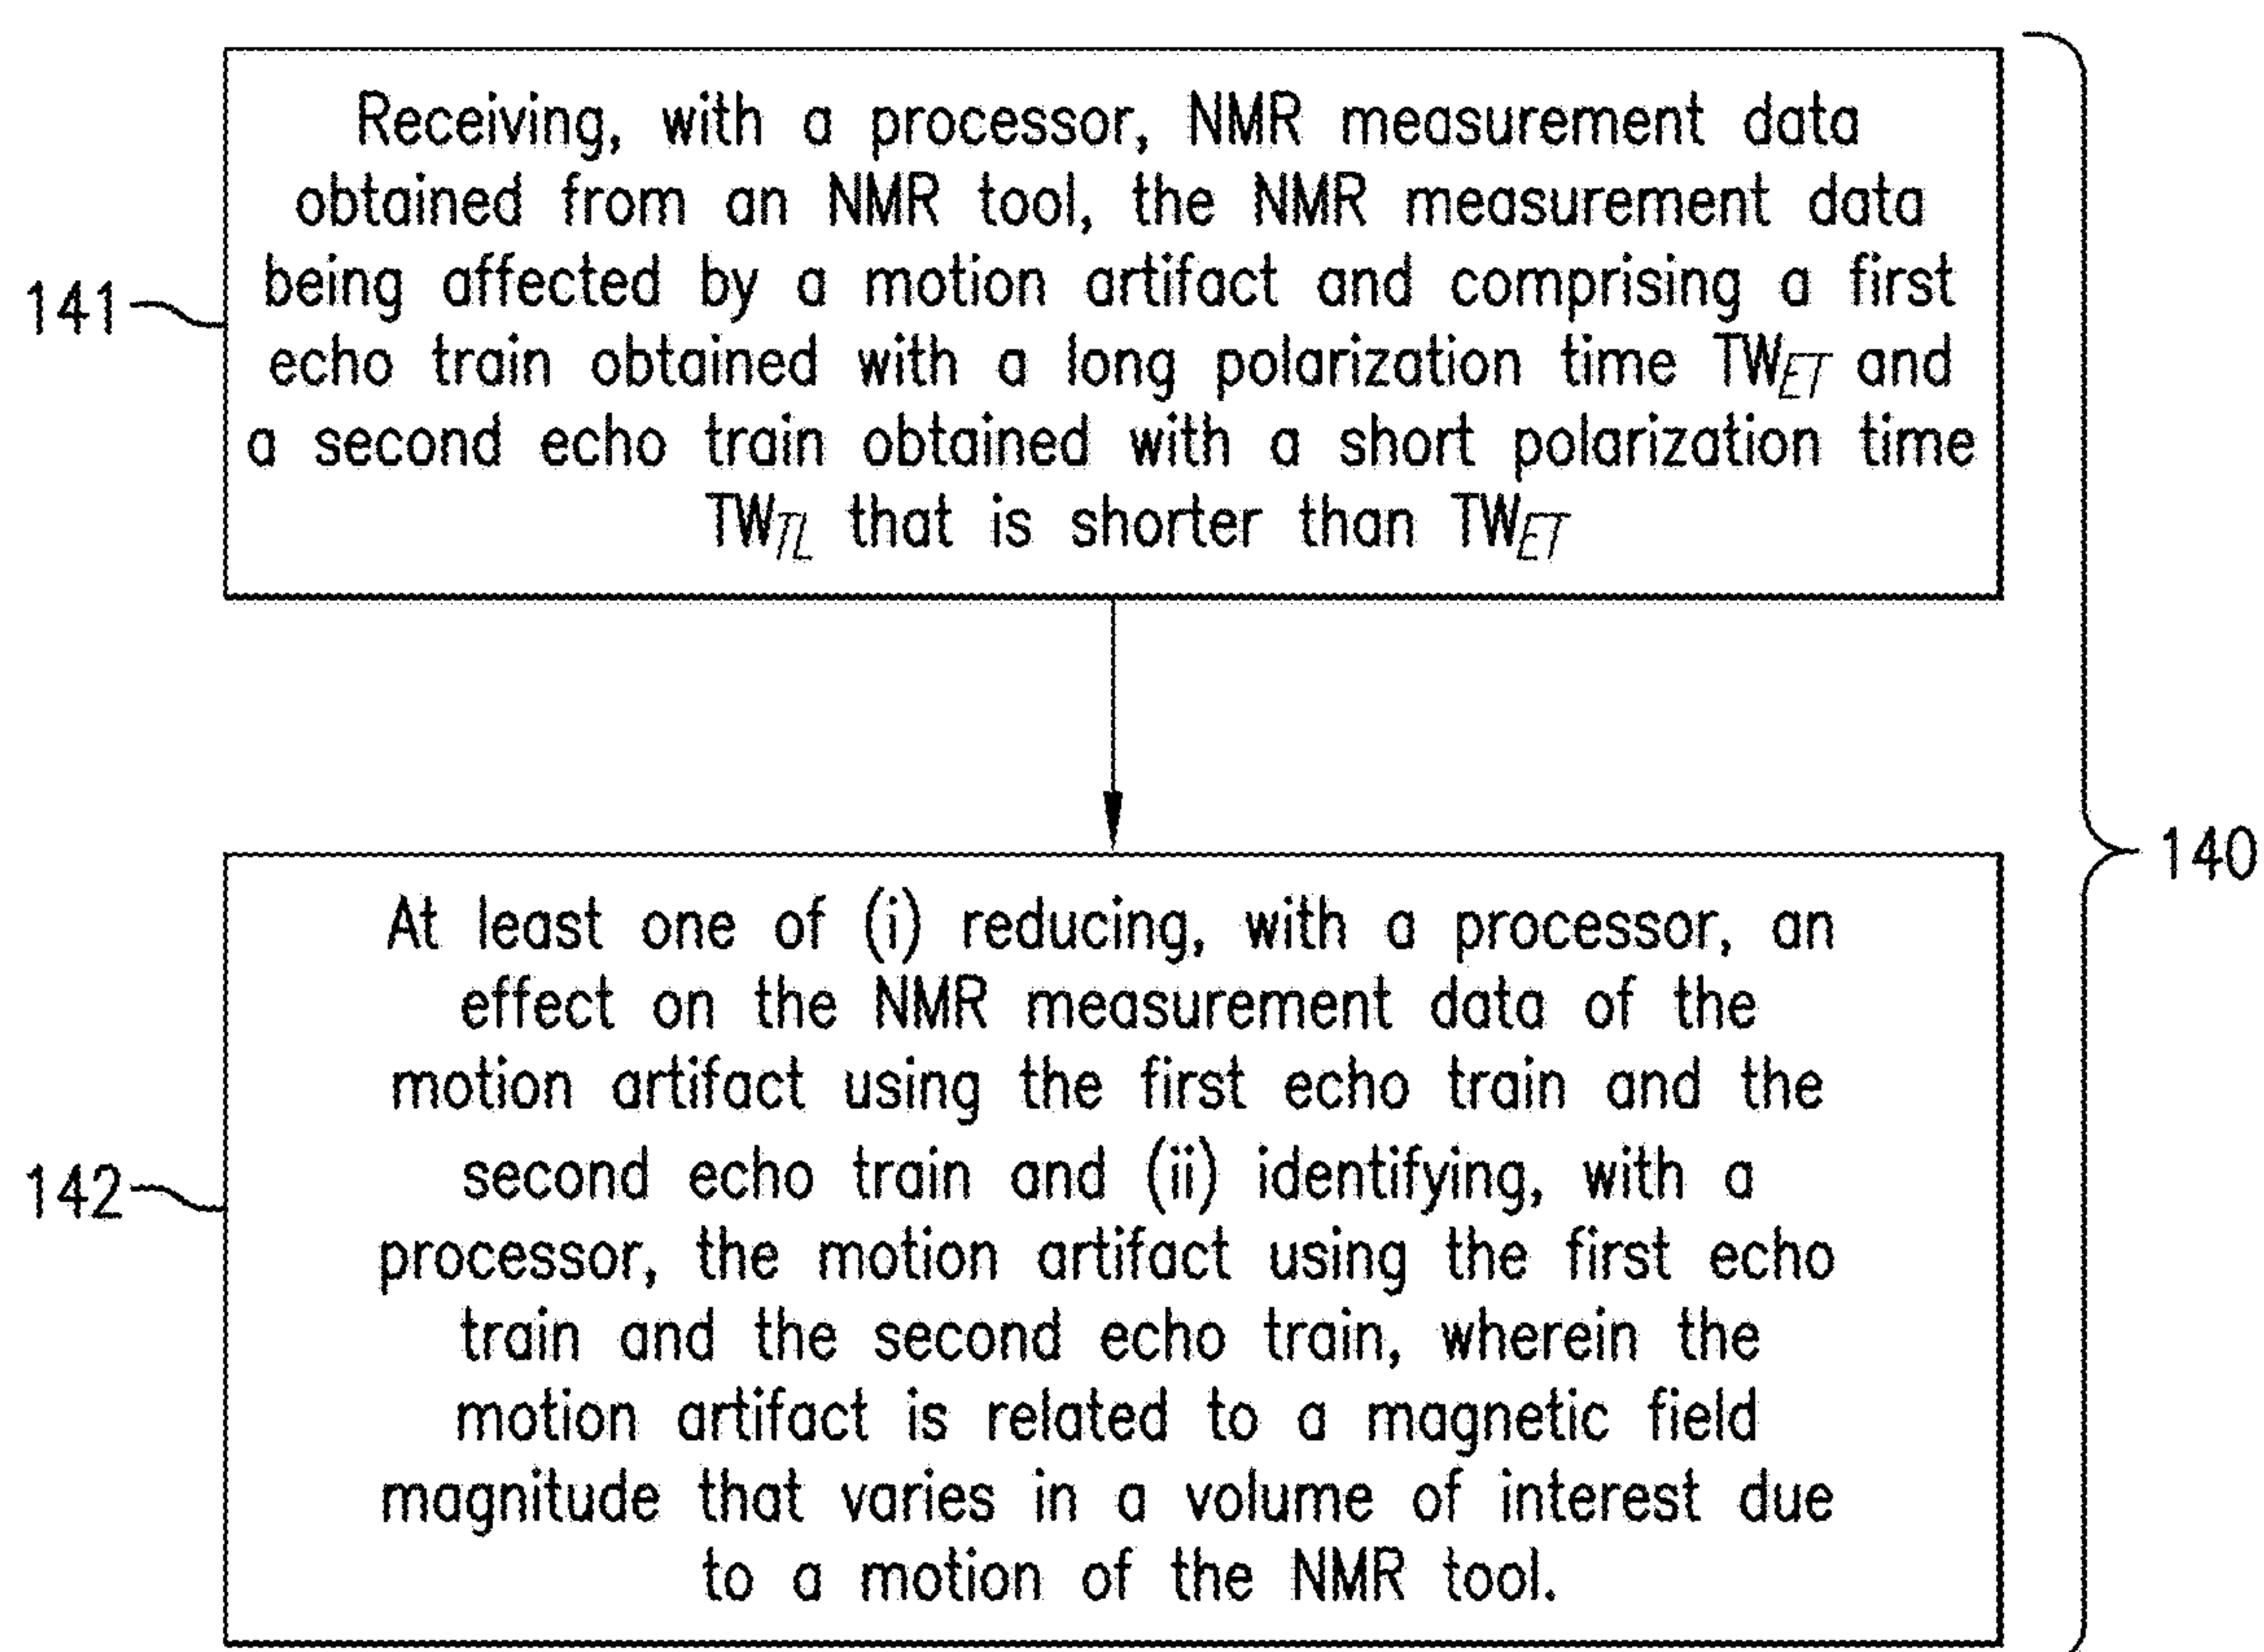 Receiving, with a processor, NMR measurement data
obtained from an NMR tool, the NMR measurement data
being affected by a motion artifact and comprising a first
echo train obtained with a long polarization time TW_ET and
a second echo train obtained with a short polarization time
TW_TL that is shorter than TW_ET
141
At least one of (i) reducing, with a processor, an
effect on the NMR measurement data of the
motion artifact using the first echo train and the
second echo train and (ii) identifying, with a
processor, the motion artifact using the first echo
train and the second echo train, wherein the
motion artifact is related to a magnetic field
magnitude that varies in a volume of interest due
to a motion of the NMR tool.
142
140